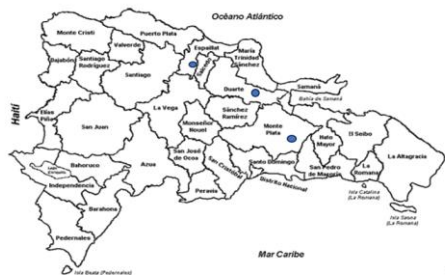 Océano Atlántico
Monte Cristi
Puerto Plata
Valverde
Espaillat
María
Trinidad
Sánchez
Dajabón
Santiago
Rodríguez
Santiago
Salcedo
Duarte
Samaná
Bahía de Samaná
Haití
Elías
Piña
San Juan
La Vega
Monseñor
Nouel
Sánchez
Ramírez
Monte
Plata
Hato
Mayor
El Seibo
La Altagracia
Bahoruco
Azua
San José
de Ocoa
San Cristóbal
Santo Domingo
San Pedro
de Macorís
La
Romana
Independencia
Peravia
Distrito Nacional
Isla Catalina
(La Romana)
Barahona
Isla Saona
(La Romana)
Pedernales
Mar Caribe
Isla Beata (Pedernales)